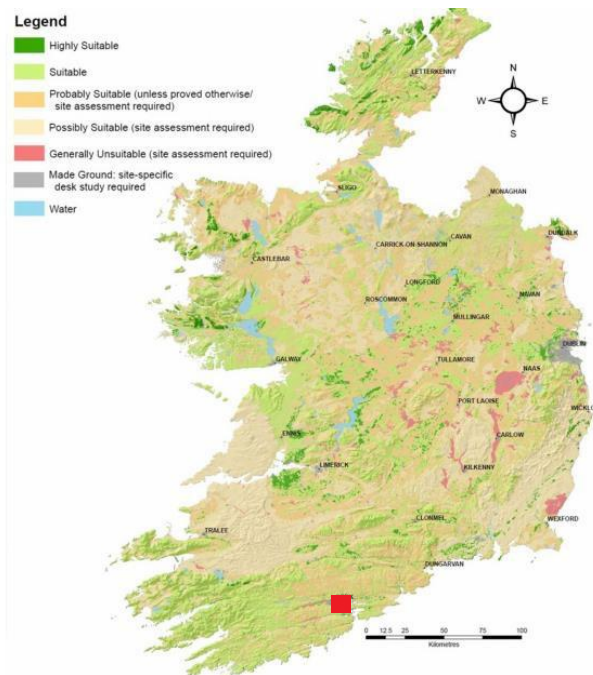 Legend
Highly Suitable
Suitable
Probably Suitable (unless proved otherwise/
site assessment required)
Possibly Suitable (site assessment required)
Generally Unsuitable (site assessment required)
Made Ground: site-specific
desk study required
Water
LETTERKENNY
N
W E
S
SLIGO
MONAGHAN
DUNDALK
CAVAN
CARRICK-ON-SHANNON
CASTLEBAR
LONGFORD
ROSCOMMON
NAVAN
MULLINGAR
DUBLIN
GALWAY
TULLAMORE
NAAS
PORT LAOISE
WICKLO
ENNIS
CARLOW
LIMERICK
KILKENNY
CLONMEL
WEXFORD
TRALEE
DUNGARVAN
0 12.5 25 50 75 100
Kilometres